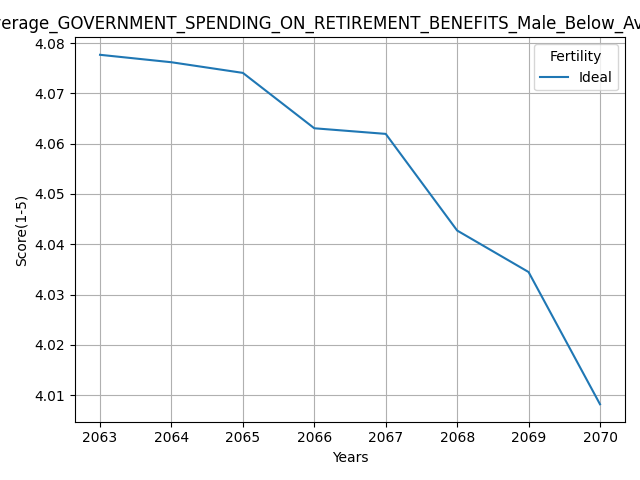 verage_GOVERNMENT_SPENDING_ON_RETIREMENT_BENEFITS_Male_Below_Av
4.08
4.07
4.06
4.05
4.04
4.03
4.02
4.01
Score(1-5)
Fertility
Ideal
2063 2064 2065 2066 2067 2068 2069 2070
Years